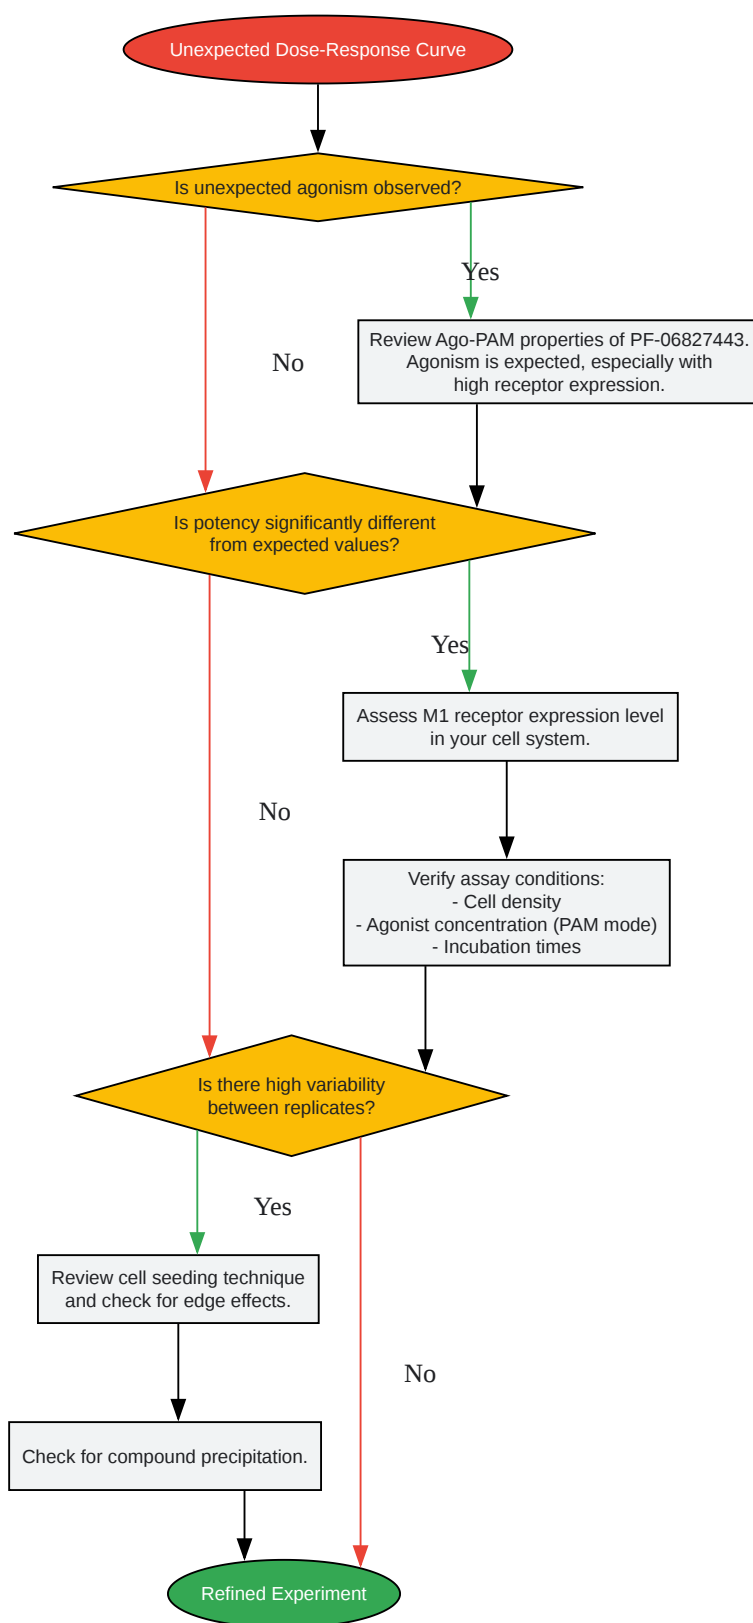 Unexpected Dose-Response Curve
Is unexpected agonism observed?
Yes
Review Ago-PAM properties of PF-06827443.
Agonism is expected, especially with
high receptor expression.
No
Is potency significantly different
from expected values?
Yes
Assess M1 receptor expression level
in your cell system.
No
Verify assay conditions:
- Cell density
- Agonist concentration (PAM mode)
- Incubation times
Is there high variability
between replicates?
Yes
Review cell seeding technique
and check for edge effects.
No
Check for compound precipitation.
Refined Experiment